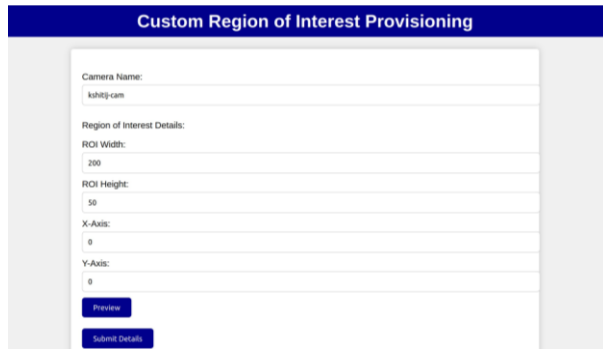 Custom Region of Interest Provisioning
Camera Name:
kshitij-cam
Region of Interest Details:
ROI Width:
200
ROI Height:
50
X-Axis:
0
Y-Axis:
0
Preview
Submit Details